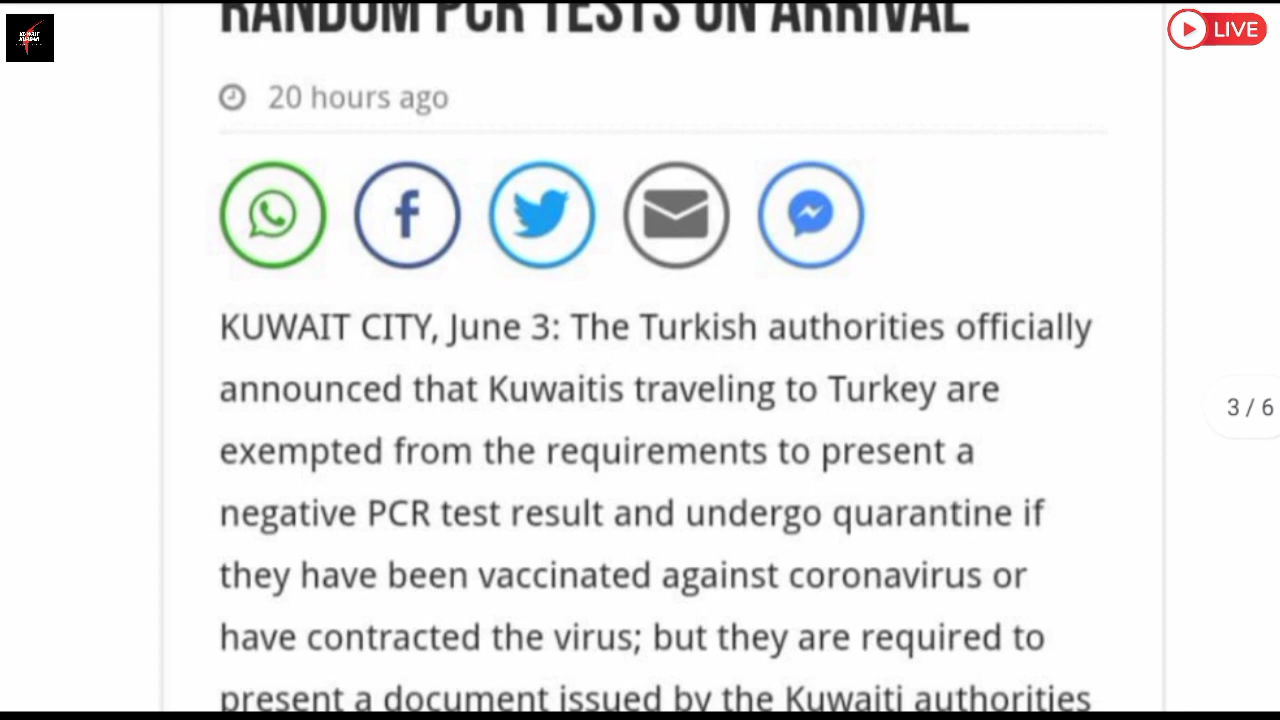 RANDOM PCR TESTS ON ARRIVAL
LIVE
20 hours ago
KUWAIT CITY, June 3: The Turkish authorities officially
announced that Kuwaitis traveling to Turkey are
exempted from the requirements to present a
3 / 6
negative PCR test result and undergo quarantine if
they have been vaccinated against coronavirus or
have contracted the virus; but they are required to
present a document issued by the Kuwaiti authorities